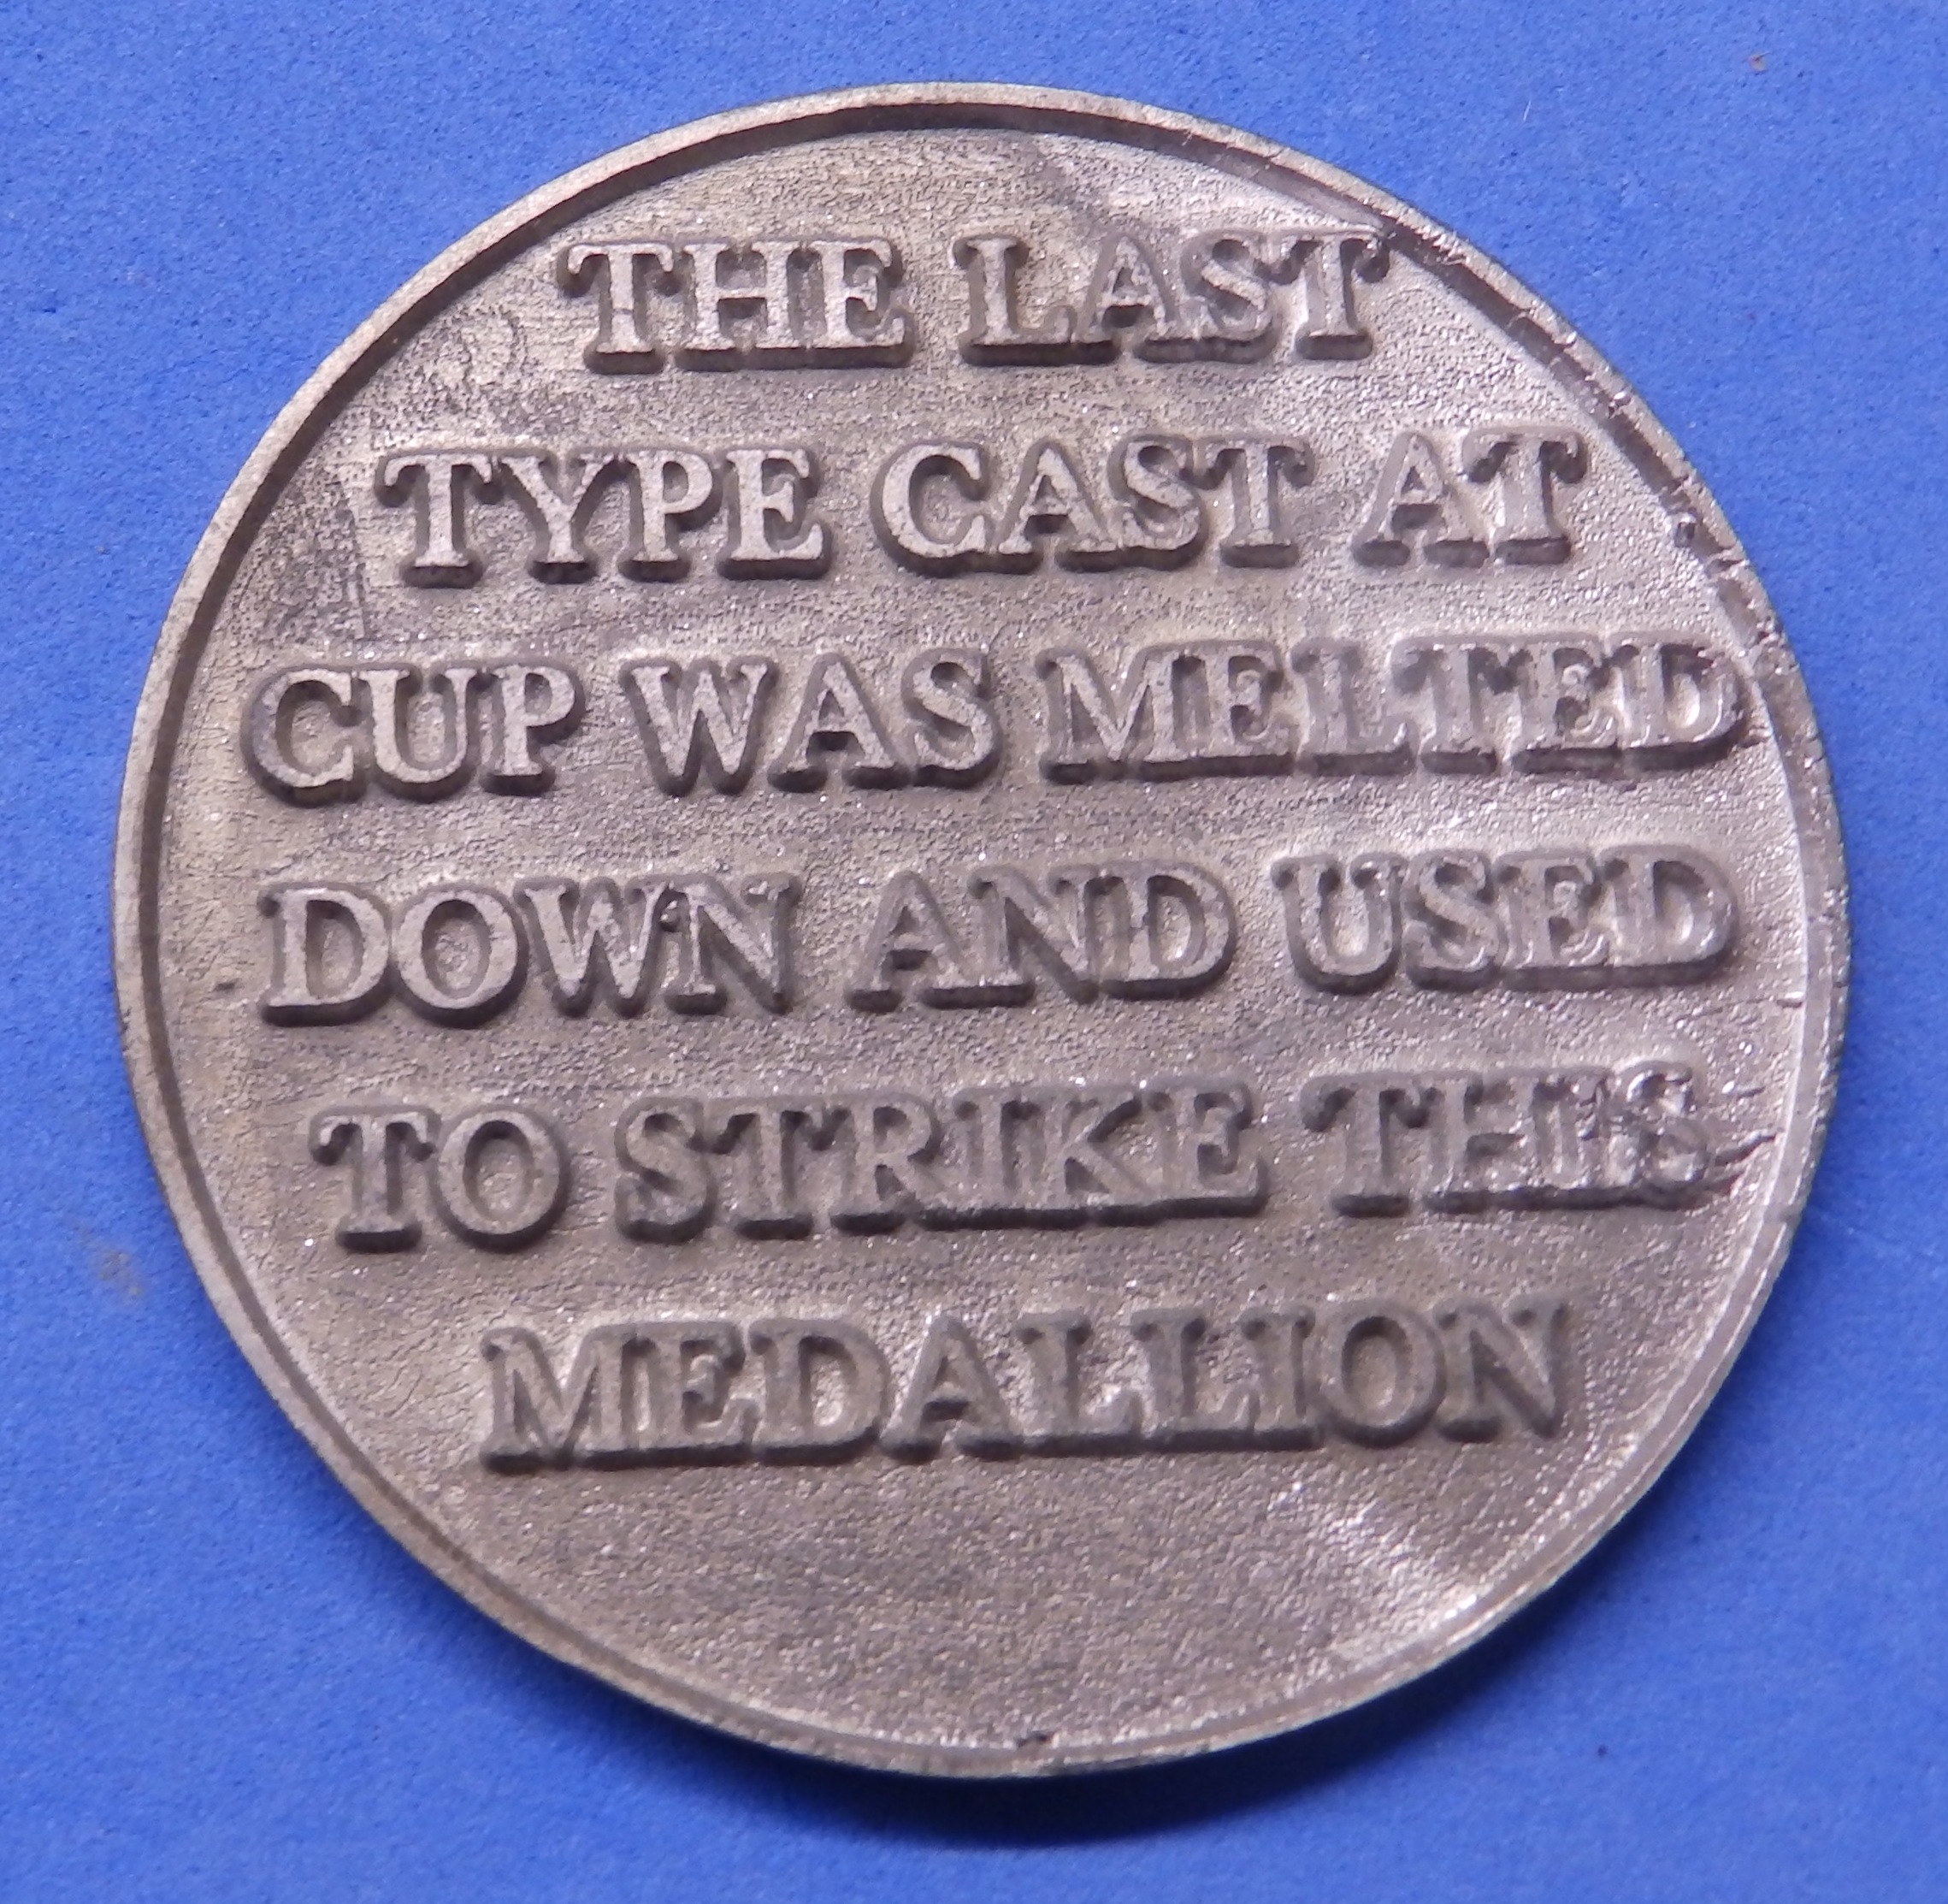 THE LAST
TYPE CAST AT
CUP WAS MELTED
DOWN AND USED
TO STRIKE THIS
MEDALLION